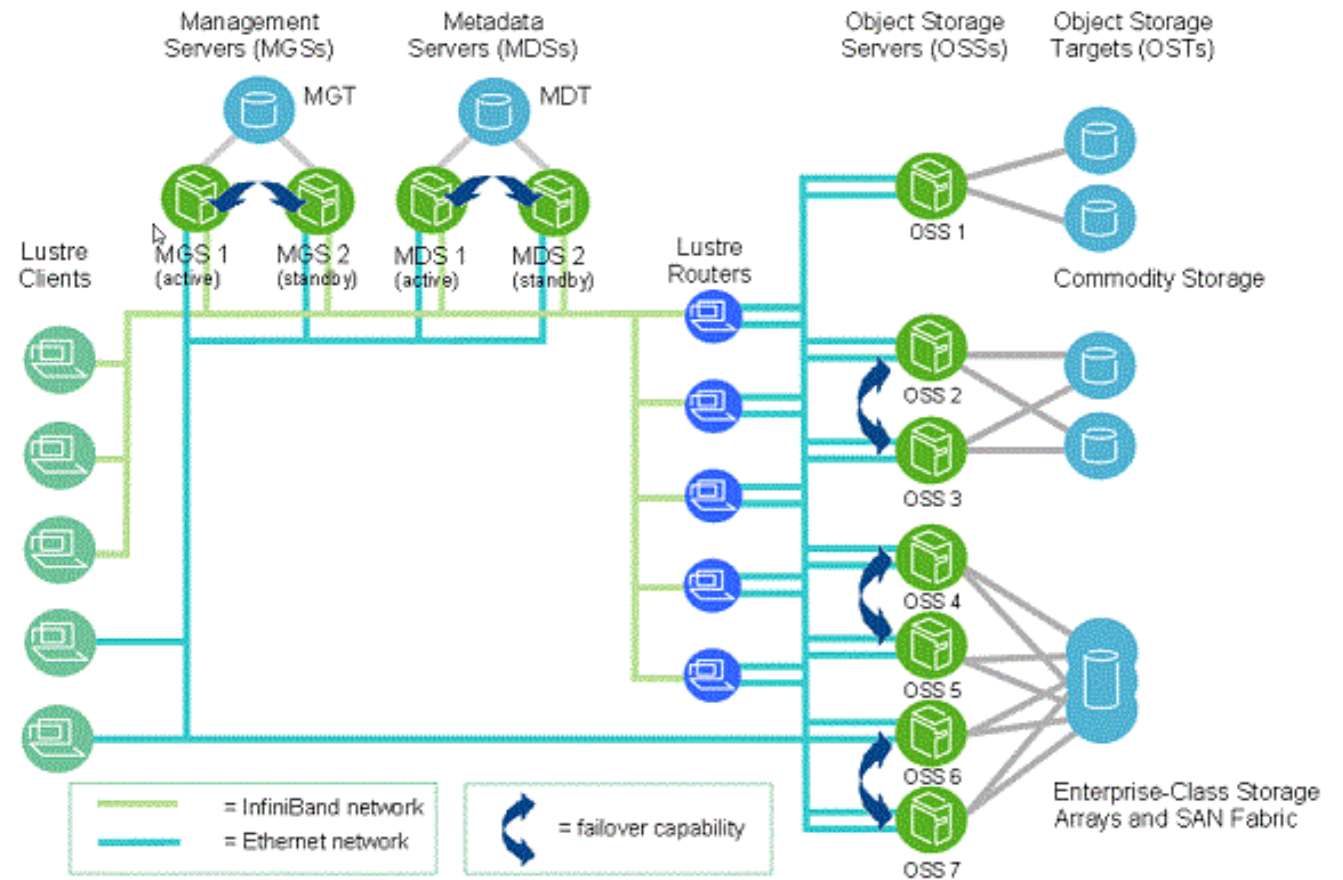 Management
Servers (MGSs)
Metadata
Servers (MDSs)
Object Storage
Servers (OSSs)
Object Storage
Targets (OSTs)
MGT
MDT
OSS 1
Lustre
Clients
MGS 1
(active)
MGS 2
(standby)
MDS 1
(active)
MDS 2
(standby)
Lustre
Routers
Commodity Storage
OSS 2
OSS 3
OSS 4
OSS 5
OSS 6
OSS 7
Enterprise-Class Storage
Arrays and SAN Fabric
= InfiniBand network
= Ethernet network
= failover capability